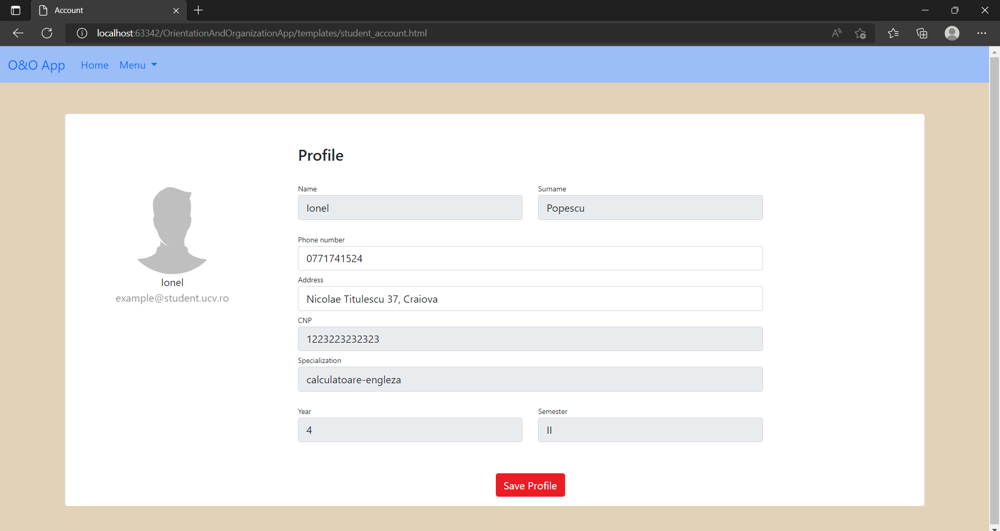 Account
localhost:63342/OrientationAndOrganizationApp/templates/student_account.html
O&O App Home Menu
Profile
Name Surname
Ionel Popescu
Phone number
0771741524
Address
Ionel
Nicolae Titulescu 37, Craiova
example@student.ucv.ro
CNP
1223223232323
Specialization
calculatoare-engleza
Year Semester
4 II
Save Profile